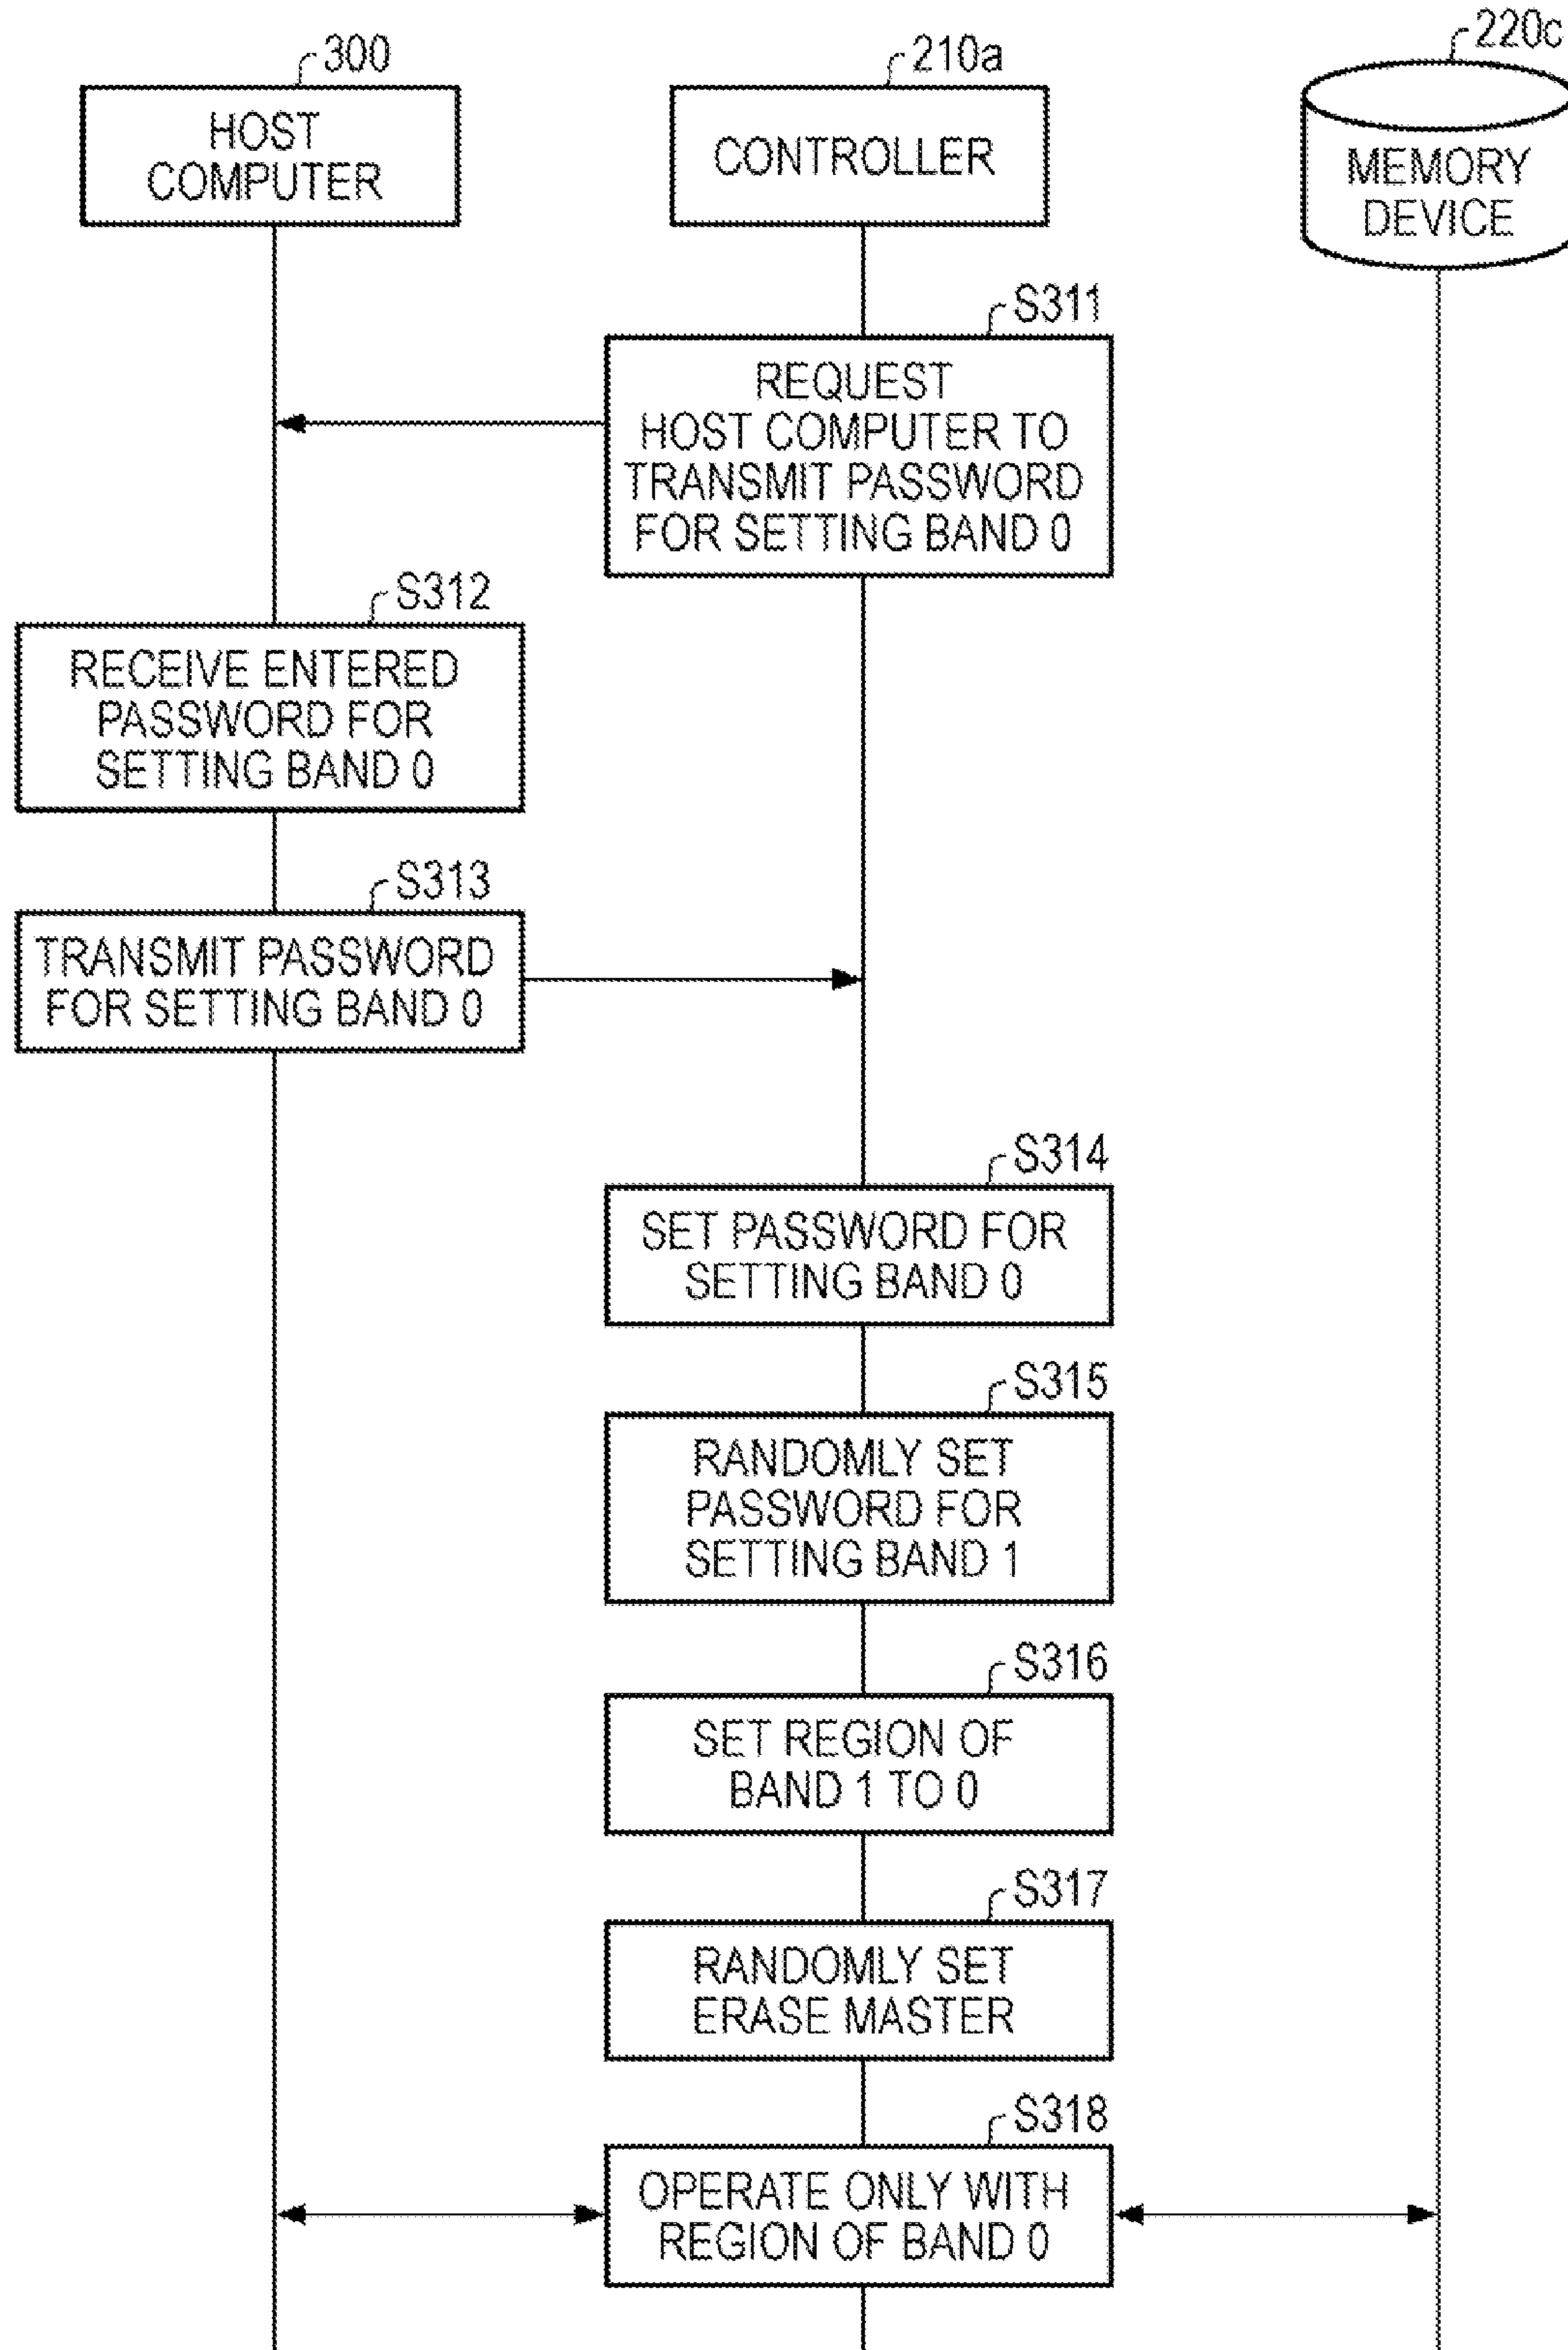 300
HOST
COMPUTER
210a
CONTROLLER
220c
MEMORY
DEVICE
S311
REQUEST
HOST COMPUTER TO
TRANSMIT PASSWORD
FOR SETTING BAND 0
S312
RECEIVE ENTERED
PASSWORD FOR
SETTING BAND 0
S313
TRANSMIT PASSWORD
FOR SETTING BAND 0
S314
SET PASSWORD FOR
SETTING BAND 0
S315
RANDOMLY SET
PASSWORD FOR
SETTING BAND 1
S316
SET REGION OF
BAND 1 TO 0
S317
RANDOMLY SET
ERASE MASTER
S318
OPERATE ONLY WITH
REGION OF BAND 0